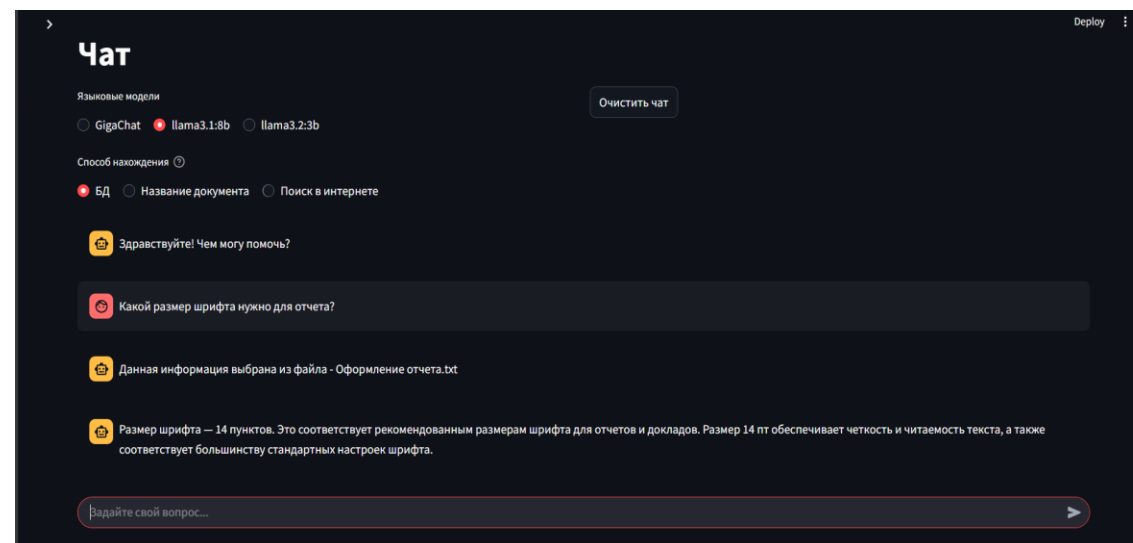 Deploy
Чат
Языковые модели
Очистить чат
GigaChat llama3.1:8b llama3.2:3b
Способ нахождения
БД Название документа Поиск в интернете
Здравствуйте! Чем могу помочь?
Какой размер шрифта нужно для отчета?
Данная информация выбрана из файла - Оформление отчета.txt
Размер шрифта — 14 пунктов. Это соответствует рекомендованным размерам шрифта для отчетов и докладов. Размер 14 пт обеспечивает четкость и читаемость текста, а также
соответствует большинству стандартных настроек шрифта.
Задайте свой вопрос...